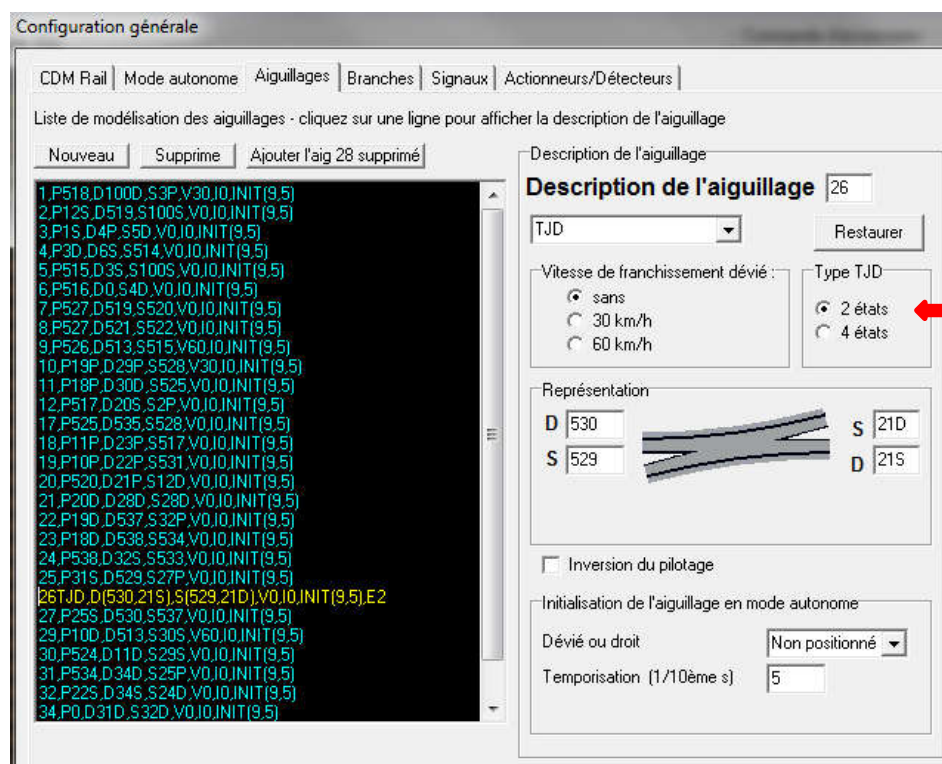 Configuration générale
CDM Rail Mode autonome Aiguillages Branches Signaux Actionneurs/Détecteurs
Liste de modélisation des aiguillages - cliquez sur une ligne pour afficher la description de l'aiguillage
Nouveau Supprime Ajouter l'aig 28 supprimé
1,P518,D100D,S3P,V30,I0,INIT(9,5)
2,P12S,D519,S100S,V0,I0,INIT(9,5)
3,P1S,D4P,S5D,V0,I0,INIT(9,5)
4,P3D,D6S,S514,V0,I0,INIT(9,5)
5,P515,D3S,S100S,V0,I0,INIT(9,5)
6,P516,D0,S4D,V0,I0,INIT(9,5)
7,P527,D519,S520,V0,I0,INIT(9,5)
8,P527,D521,S522,V0,I0,INIT(9,5)
9,P526,D513,S515,V60,I0,INIT(9,5)
10,P19P,D29P,S528,V30,I0,INIT(9,5)
11,P18P,D30D,S525,V0,I0,INIT(9,5)
12,P517,D20S,S2P,V0,I0,INIT(9,5)
17,P525,D535,S528,V0,I0,INIT(9,5)
18,P11P,D23P,S517,V0,I0,INIT(9,5)
19,P10P,D22P,S531,V0,I0,INIT(9,5)
20,P520,D21P,S12D,V0,I0,INIT(9,5)
21,P20D,D28D,S28D,V0,I0,INIT(9,5)
22,P19D,D537,S32P,V0,I0,INIT(9,5)
23,P18D,D538,S534,V0,I0,INIT(9,5)
24,P538,D32S,S533,V0,I0,INIT(9,5)
25,P31S,D529,S27P,V0,I0,INIT(9,5)
26TJD,D(530,21S),S(529,21D),V0,I0,INIT(9,5),E2
27,P25S,D530,S537,V0,I0,INIT(9,5)
29,P10D,D513,S30S,V60,I0,INIT(9,5)
30,P524,D11D,S29S,V0,I0,INIT(9,5)
31,P534,D34D,S25P,V0,I0,INIT(9,5)
32,P22S,D34S,S24D,V0,I0,INIT(9,5)
34,P0,D31D,S32D,V0,I0,INIT(9,5)
Description de l'aiguillage
Description de l'aiguillage 26
TJD Restaurer
Vitesse de franchissement dévié :
sans
30 km/h
60 km/h
Type TJD
2 états
4 états
Représentation
D 530 S 21D
S 529 D 21S
Inversion du pilotage
Initialisation de l'aiguillage en mode autonome
Dévié ou droit Non positionné
Temporisation (1/10ème s) 5